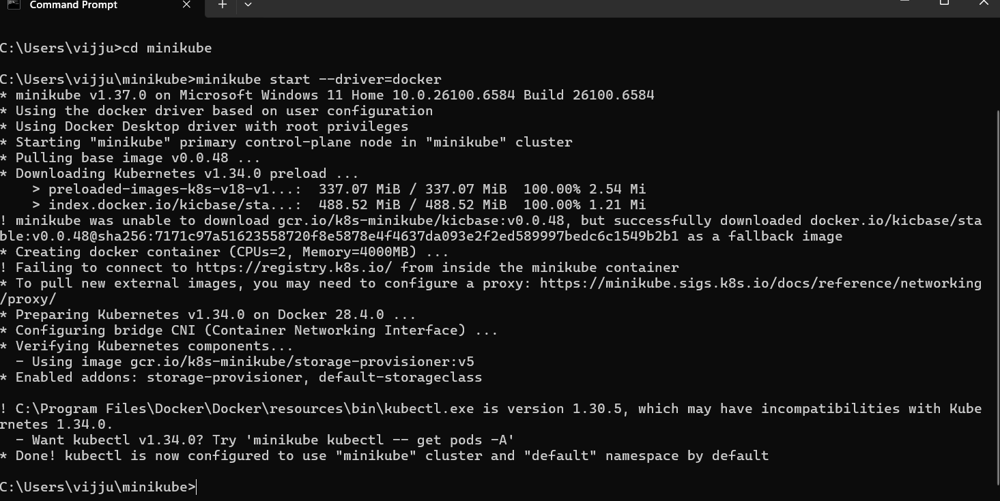 Command Prompt
C:\Users\vijju>cd minikube
C:\Users\vijju\minikube>minikube start --driver=docker
* minikube v1.37.0 on Microsoft Windows 11 Home 10.0.26100.6584 Build 26100.6584
* Using the docker driver based on user configuration
* Using Docker Desktop driver with root privileges
* Starting "minikube" primary control-plane node in "minikube" cluster
* Pulling base image v0.0.48 ...
* Downloading Kubernetes v1.34.0 preload ...
    > preloaded-images-k8s-v18-v1...:  337.07 MiB / 337.07 MiB  100.00% 2.54 Mi
    > index.docker.io/kicbase/sta...:  488.52 MiB / 488.52 MiB  100.00% 1.21 Mi
! minikube was unable to download gcr.io/k8s-minikube/kicbase:v0.0.48, but successfully downloaded docker.io/kicbase/sta
ble:v0.0.48@sha256:7171c97a51623558720f8e5878e4f4637da093e2f2ed589997bedc6c1549b2b1 as a fallback image
* Creating docker container (CPUs=2, Memory=4000MB) ...
! Failing to connect to https://registry.k8s.io/ from inside the minikube container
* To pull new external images, you may need to configure a proxy: https://minikube.sigs.k8s.io/docs/reference/networking
/proxy/
* Preparing Kubernetes v1.34.0 on Docker 28.4.0 ...
* Configuring bridge CNI (Container Networking Interface) ...
* Verifying Kubernetes components...
  - Using image gcr.io/k8s-minikube/storage-provisioner:v5
* Enabled addons: storage-provisioner, default-storageclass
! C:\Program Files\Docker\Docker\resources\bin\kubectl.exe is version 1.30.5, which may have incompatibilities with Kube
rnetes 1.34.0.
  - Want kubectl v1.34.0? Try 'minikube kubectl -- get pods -A'
* Done! kubectl is now configured to use "minikube" cluster and "default" namespace by default
C:\Users\vijju\minikube>